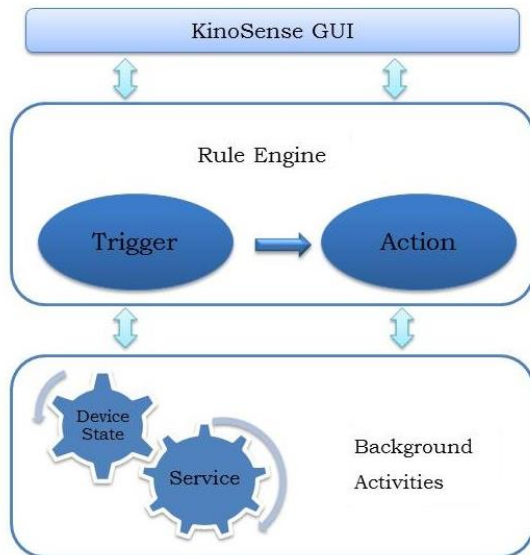 KinoSense GUI
Rule Engine
Trigger
Action
Device
State
Service
Background
Activities